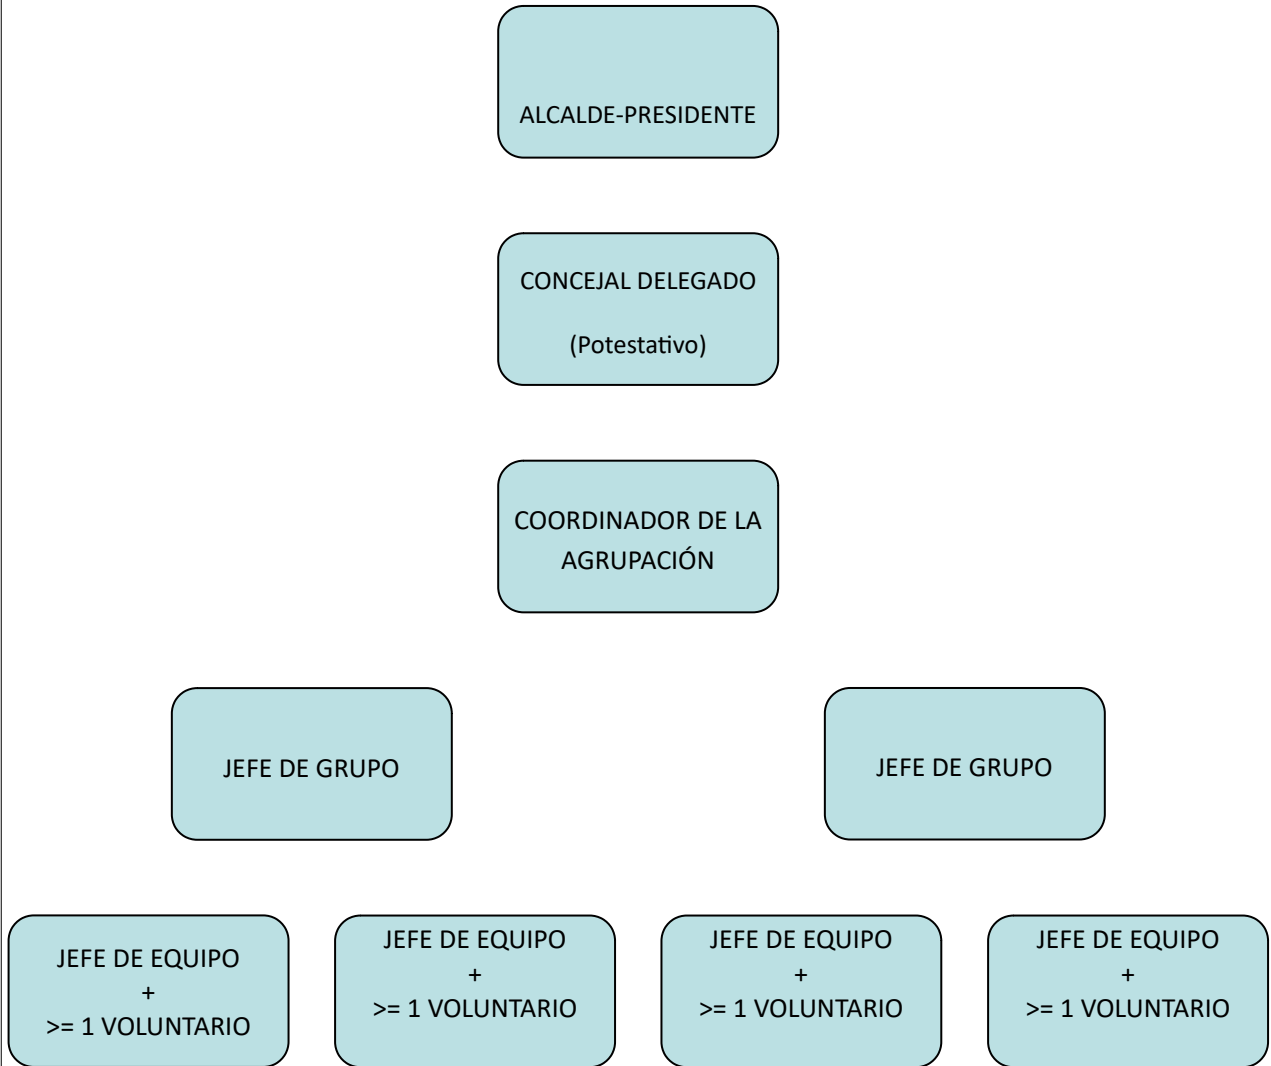 ALCALDE-PRESIDENTE
CONCEJAL DELEGADO
(Potestativo)
COORDINADOR DE LA
AGRUPACIÓN
JEFE DE GRUPO
JEFE DE GRUPO
JEFE DE EQUIPO
+
>= 1 VOLUNTARIO
JEFE DE EQUIPO
+
>= 1 VOLUNTARIO
JEFE DE EQUIPO
+
>= 1 VOLUNTARIO
JEFE DE EQUIPO
+
>= 1 VOLUNTARIO